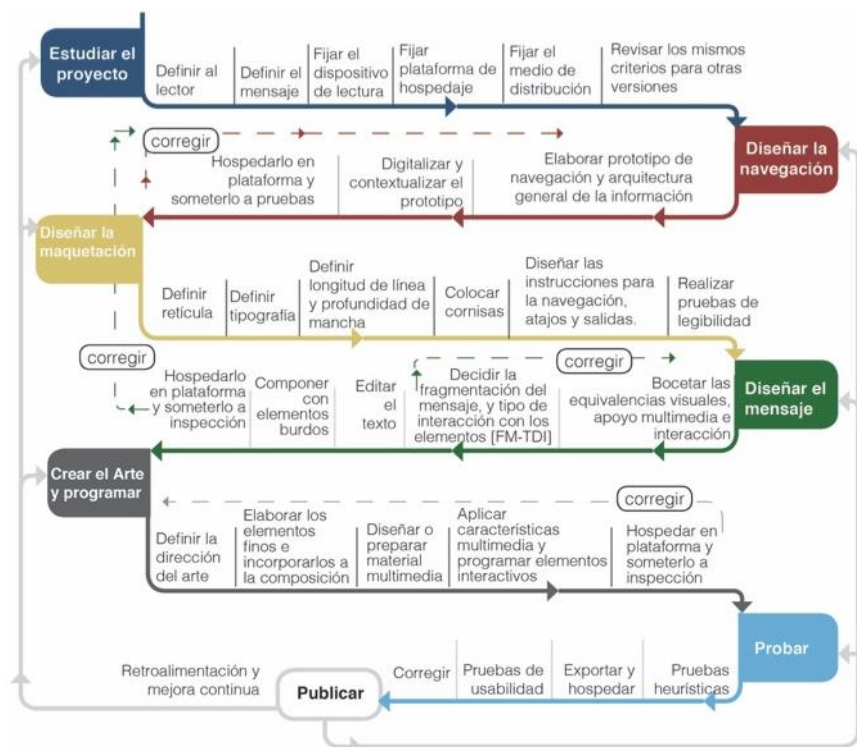 Estudiar el
proyecto
Definir al
lector
Definir el
mensaje
Fijar el
dispositivo
de lectura
Fijar
plataforma de
hospedaje
Fijar el
medio de
distribución
Revisar los mismos
criterios para otras
versiones
corregir
Diseñar la
navegación
Elaborar prototipo de
navegación y arquitectura
general de la información
Digitalizar y
contextualizar el
prototipo
Hospedarlo en
plataforma y
someterlo a pruebas
Diseñar la
maquetación
Definir
retícula
Definir
tipografía
Definir
longitud de línea
y profundidad de
mancha
Colocar
cornisas
Diseñar las
instrucciones para
la navegación,
atajos y salidas.
Realizar
pruebas de
legibilidad
corregir
corregir
Diseñar el
mensaje
Bocetar las
equivalencias visuales,
apoyo multimedia e
interacción
Decidir la
fragmentación del
mensaje, y tipo de
interacción con los
elementos [FM-TDI]
Editar
el
texto
Componer
con
elementos
burdos
Hospedarlo
en plataforma
y someterlo a
inspección
Crear el Arte
y programar
corregir
Definir la
dirección
del arte
Elaborar los
elementos
finos e
incorporarlos a
la composición
Diseñar o
preparar
material
multimedia
Aplicar
características
multimedia y
programar elementos
interactivos
Hospedar en
plataforma y
someterlo a
inspección
Probar
Pruebas
heurísticas
Exportar y
hospedar
Pruebas de
usabilidad
Corregir
Publicar
Retroalimentación y
mejora continua